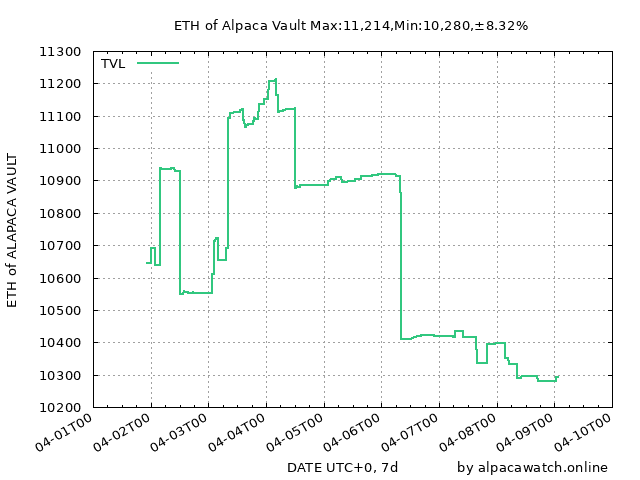 ETH of Alpaca Vault Max:11,214,Min:10,280,±8.32%
TVL
11300
11200
11100
11000
10900
10800
10700
10600
10500
10400
10300
10200
ETH of ALAPACA VAULT
04-01T00
04-02T00
04-03T00
04-04T00
04-05T00
04-06T00
04-07T00
04-08T00
04-09T00
04-10T00
DATE UTC+0, 7d
by alpacawatch.online